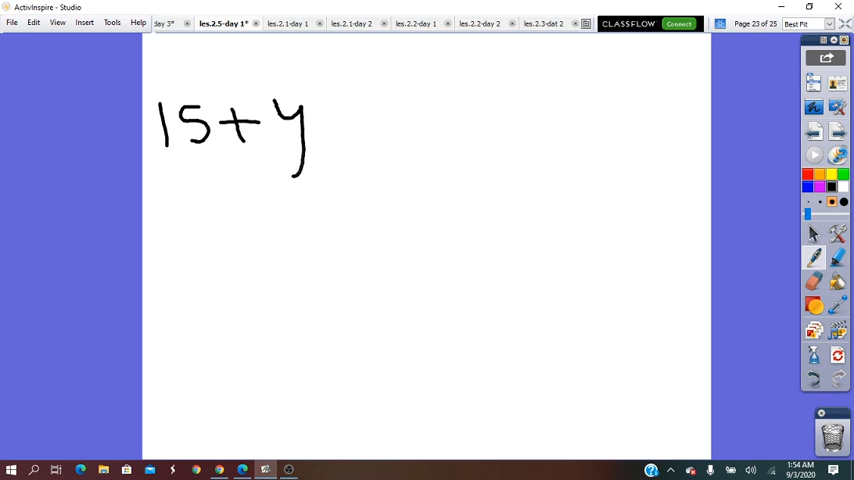 ActivInspire - Studio
File Edit View Insert Tools Help
day 3* les.2.5-day 1* les.2.1-day 1 les.2.1-day 2 les.2.2-day 1 les.2.2-day 2 les.2.3-dat 2 CLASSFLOW Connect Page 23 of 25 Best Fit
15+y
1:54 AM
9/3/2020